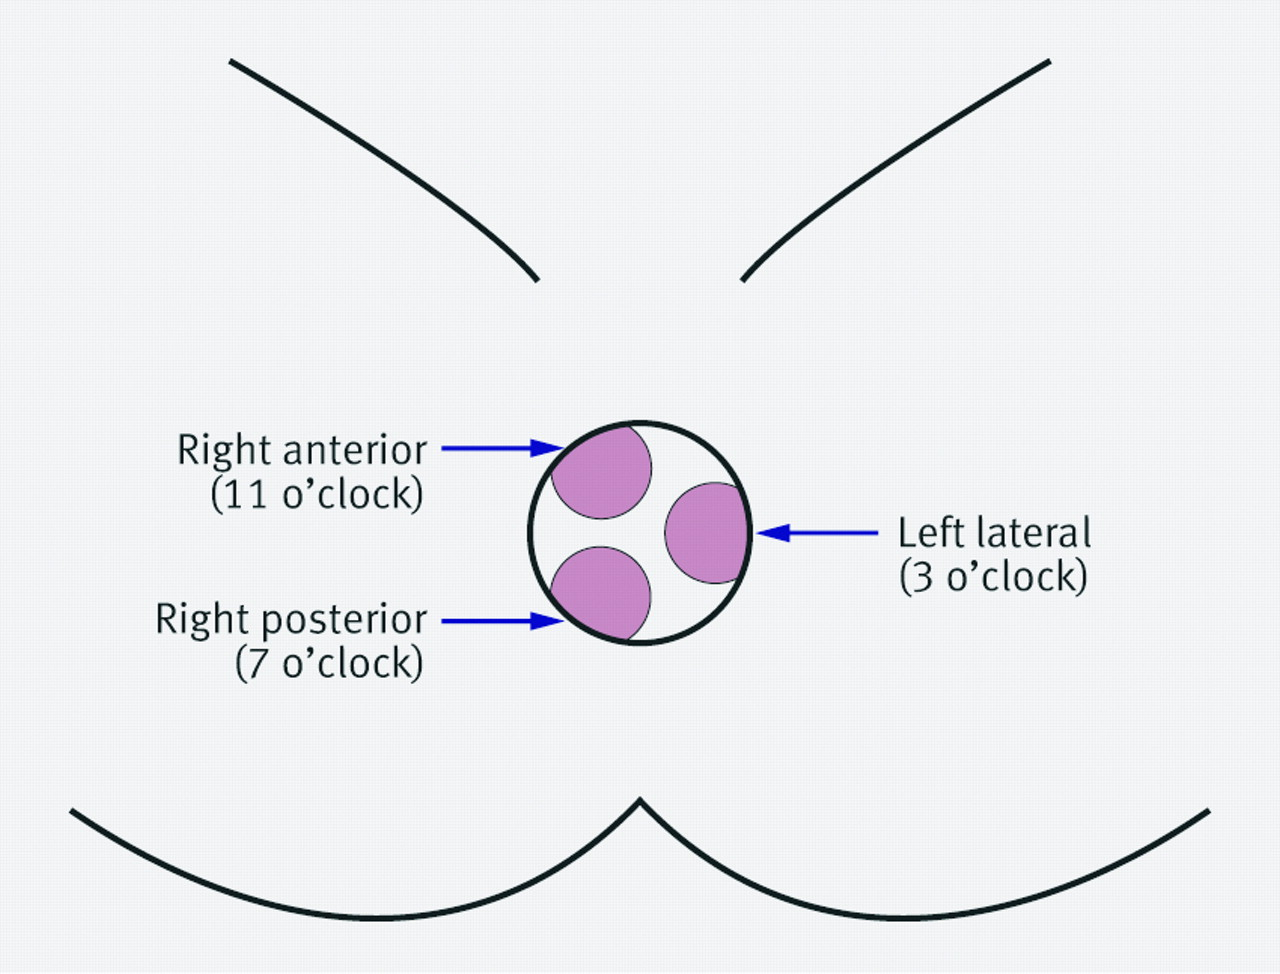 Right anterior
(11 o’clock)
Left lateral
(3 o’clock)
Right posterior
(7 o’clock)